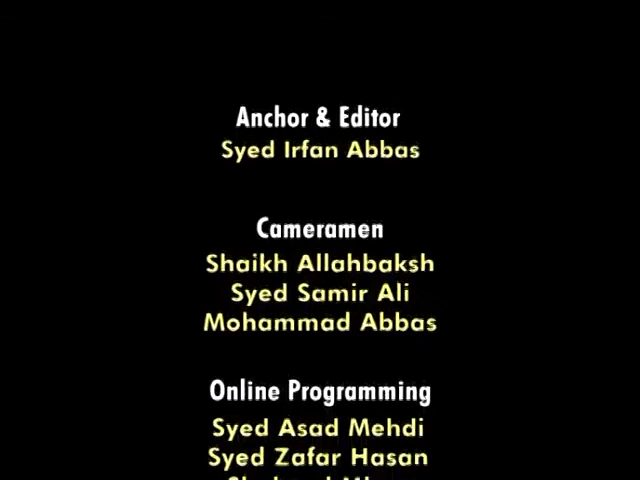 Anchor & Editor
Syed Irfan Abbas
Cameramen
Shaikh Allahbaksh
Syed Samir Ali
Mohammad Abbas
Online Programming
Syed Asad Mehdi
Syed Zafar Hasan